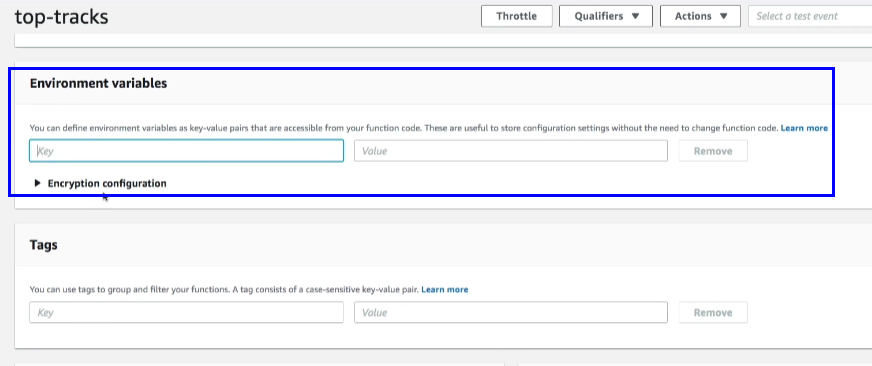 top-tracks
Throttle
Qualifiers
Actions
Select a test event
Environment variables
You can define environment variables as key-value pairs that are accessible from your function code. These are useful to store configuration settings without the need to change function code. Learn more
Key
Value
Remove
Encryption configuration
Tags
You can use tags to group and filter your functions. A tag consists of a case-sensitive key-value pair. Learn more
Key
Value
Remove